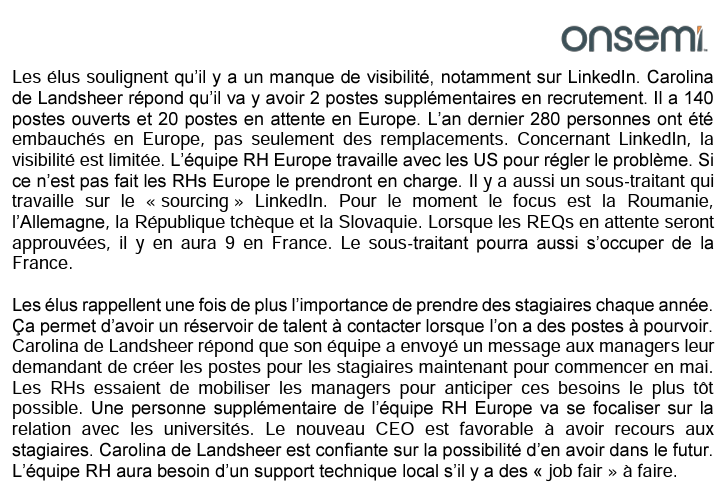 onsemi
Les élus soulignent qu'il y a un manque de visibilité, notamment sur LinkedIn. Carolina
de Landsheer répond qu'il va y avoir 2 postes supplémentaires en recrutement. Il a 140
postes ouverts et 20 postes en attente en Europe. L'an dernier 280 personnes ont été
embauchés en Europe, pas seulement des remplacements. Concernant LinkedIn, la
visibilité est limitée. L'équipe RH Europe travaille avec les US pour régler le problème. Si
ce n'est pas fait les RHs Europe le prendront en charge. Il y a aussi un sous-traitant qui
travaille sur le « sourcing » LinkedIn. Pour le moment le focus est la Roumanie,
l'Allemagne, la République tchèque et la Slovaquie. Lorsque les REQs en attente seront
approuvées, il y en aura 9 en France. Le sous-traitant pourra aussi s'occuper de la
France.
Les élus rappellent une fois de plus l'importance de prendre des stagiaires chaque année.
Ça permet d'avoir un réservoir de talent à contacter lorsque l'on a des postes à pourvoir.
Carolina de Landsheer répond que son équipe a envoyé un message aux managers leur
demandant de créer les postes pour les stagiaires maintenant pour commencer en mai.
Les RHs essaient de mobiliser les managers pour anticiper ces besoins le plus tôt
possible. Une personne supplémentaire de l'équipe RH Europe va se focaliser sur la
relation avec les universités. Le nouveau CEO est favorable à avoir recours aux
stagiaires. Carolina de Landsheer est confiante sur la possibilité d'en avoir dans le futur.
L'équipe RH aura besoin d'un support technique local s'il y a des « job fair » à faire.